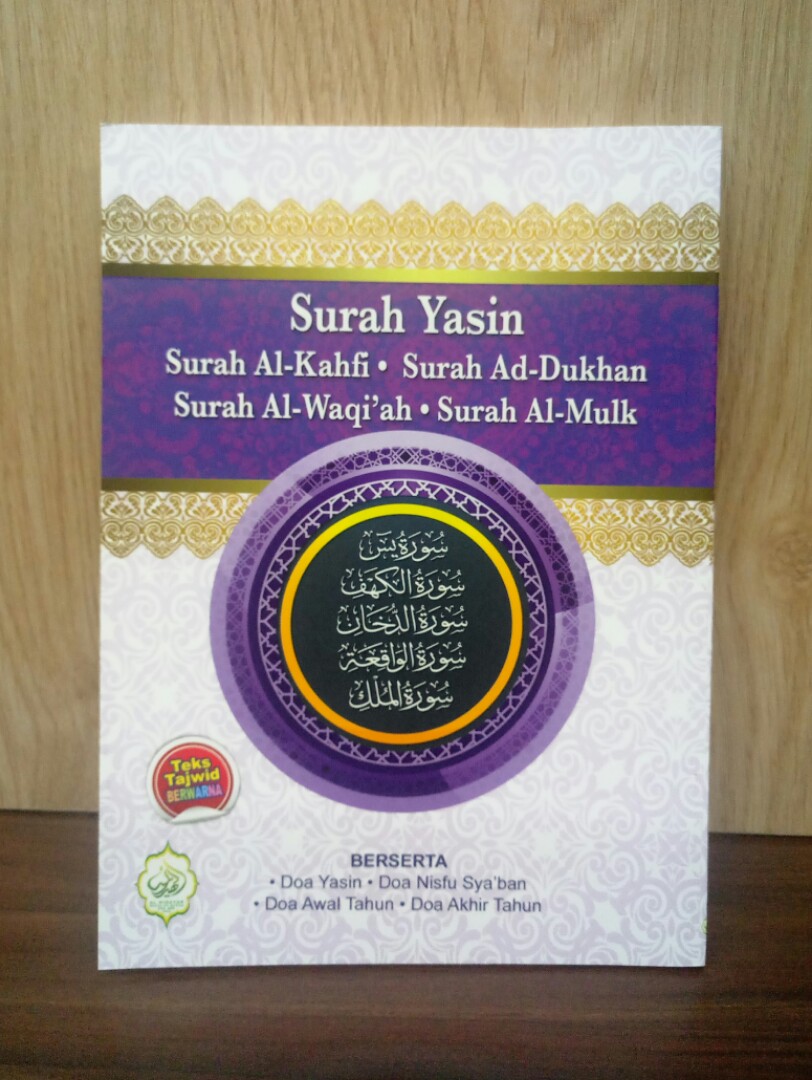 Surah Yasin
Surah Al-Kahfi • Surah Ad-Dukhan
Surah Al-Waqi'ah • Surah Al-Mulk
سُورَةُ يسٓ
سُورَةُ الكَهْفِ
سُورَةُ الدُّخَانِ
سُورَةُ الوَاقِعَةِ
سُورَةُ المُلْكِ
Teks
Tajwid
BERWARNA
BERSERTA
• Doa Yasin • Doa Nisfu Sya'ban
• Doa Awal Tahun • Doa Akhir Tahun